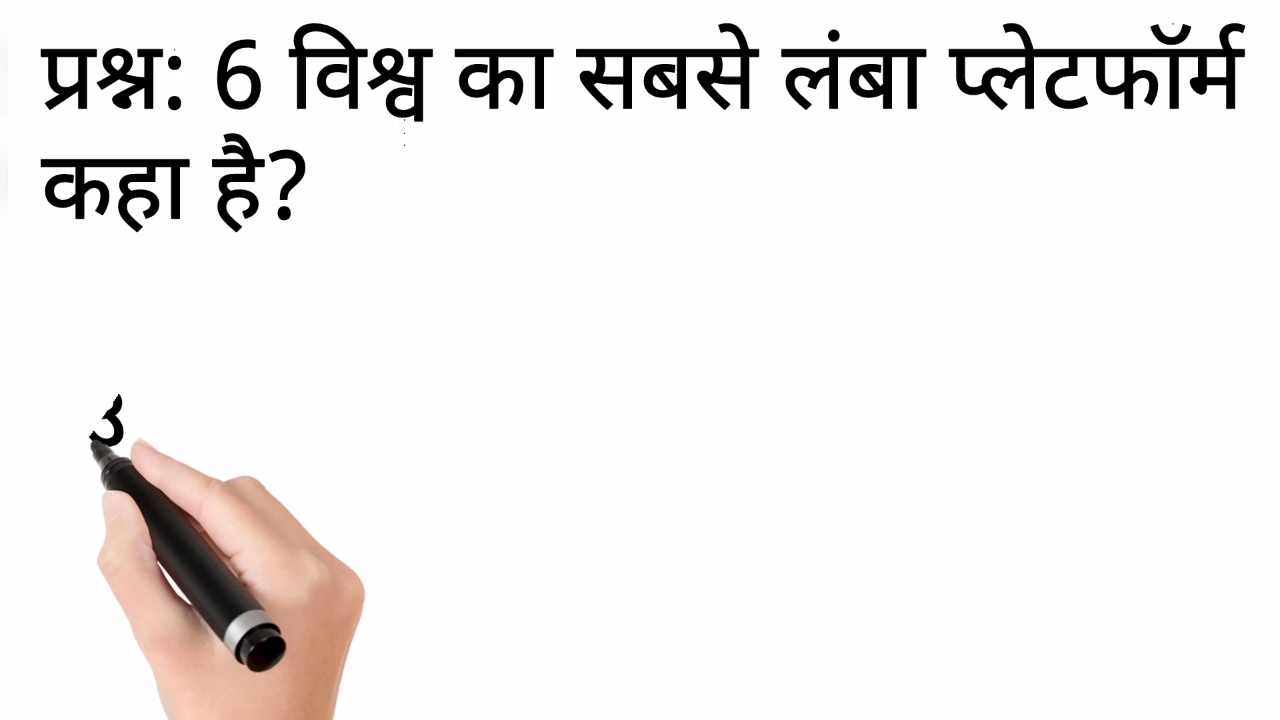 प्रश्न: 6 विश्व का सबसे लंबा प्लेटफॉर्म
कहा है?